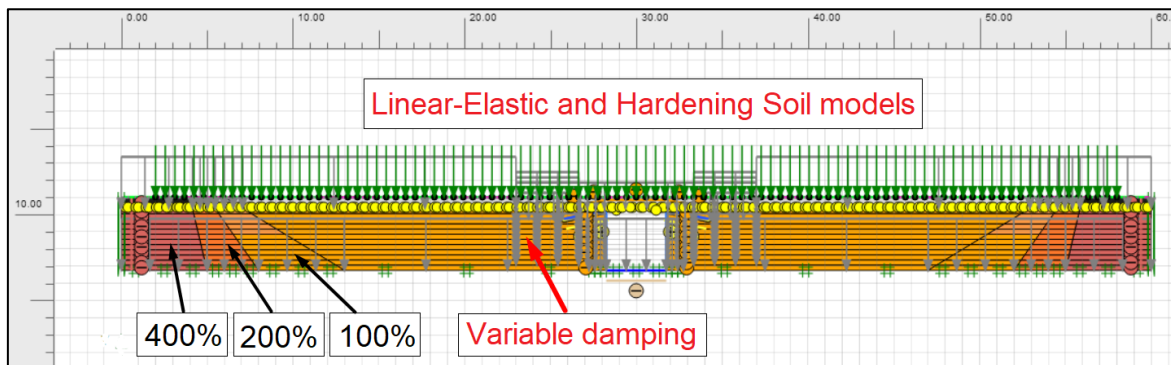 0.00 10.00 20.00 30.00 40.00 50.00 60.
Linear-Elastic and Hardening Soil models
10.00
400% 200% 100% Variable damping